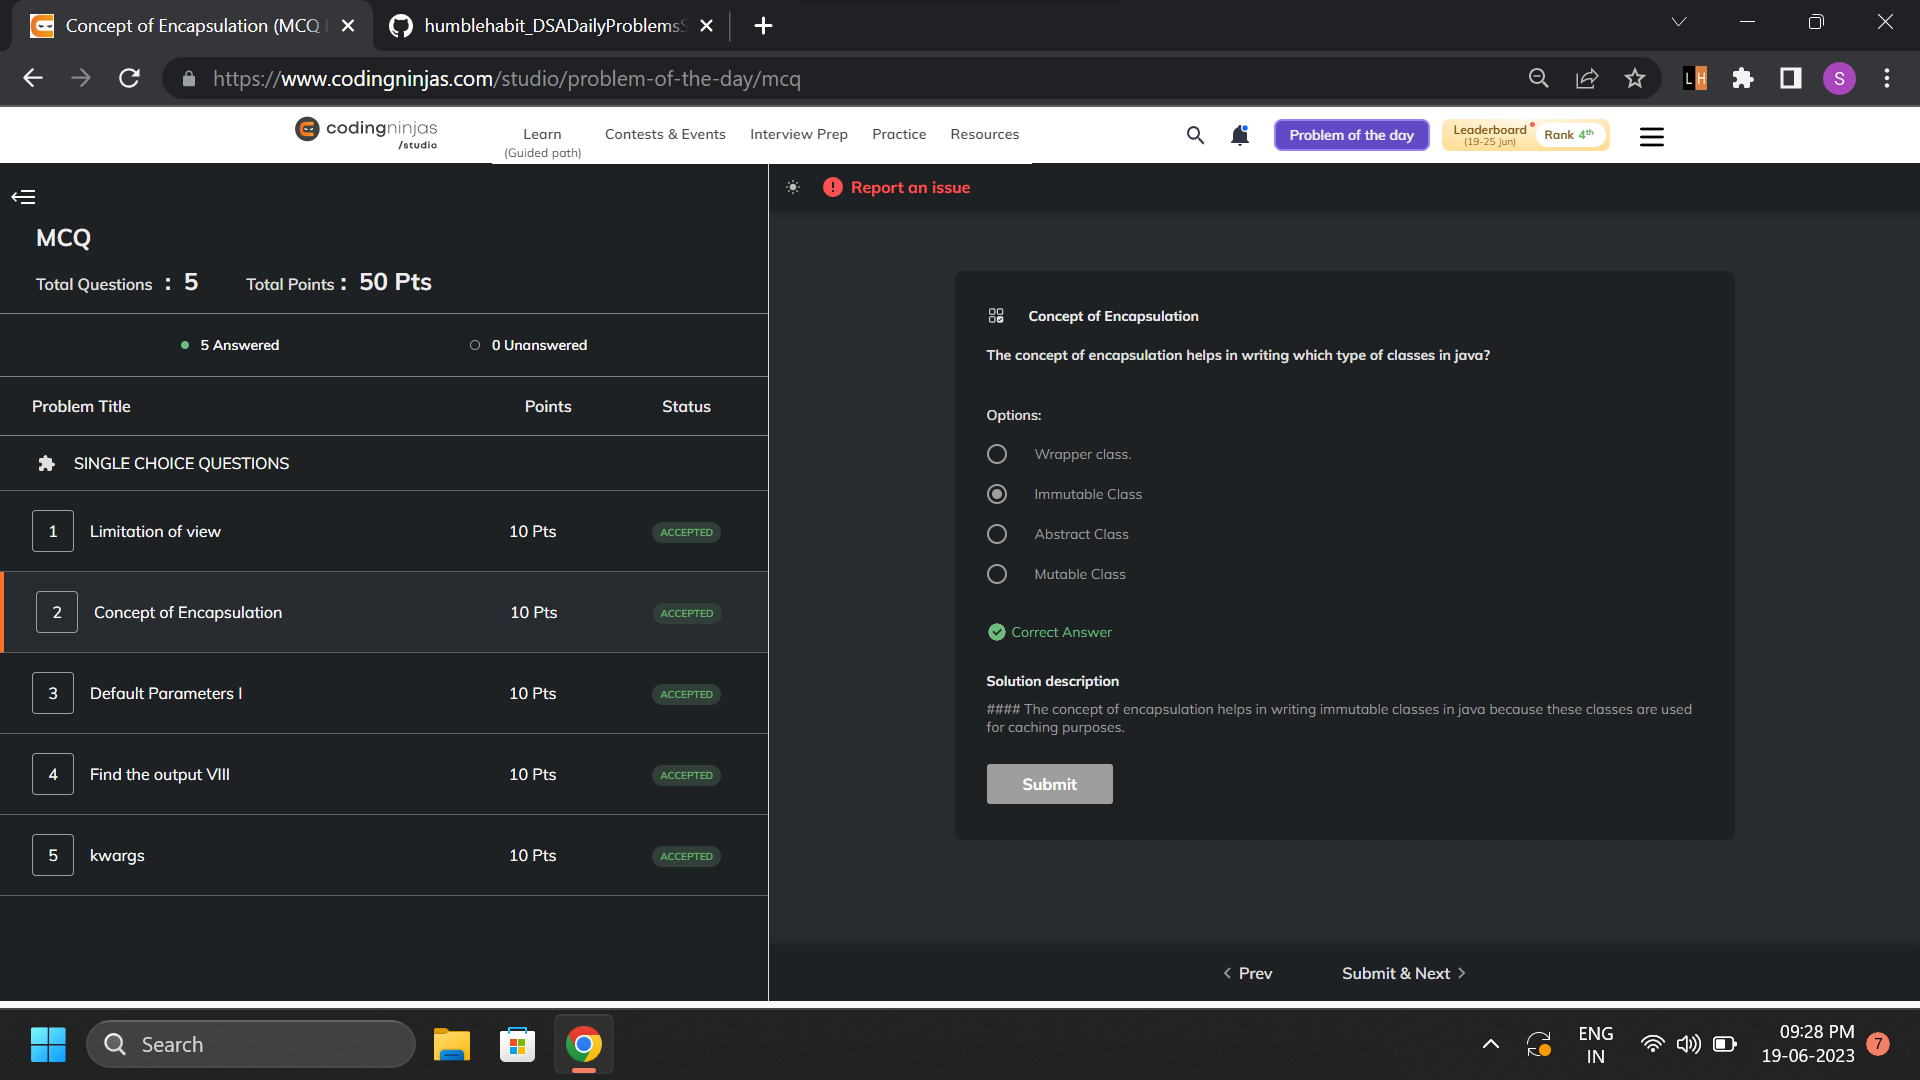 Concept of Encapsulation (MCQ
humblehabit_DSADailyProblems
https://www.codingninjas.com/studio/problem-of-the-day/mcq
L H
S
codingninjas
/studio
Learn
(Guided path)
Contests & Events
Interview Prep
Practice
Resources
Problem of the day
Leaderboard
(19-25 Jun)
Rank 4th
Report an issue
MCQ
Total Questions : 5
Total Points : 50 Pts
5 Answered
0 Unanswered
Problem Title
Points
Status
SINGLE CHOICE QUESTIONS
1 Limitation of view 10 Pts ACCEPTED
2 Concept of Encapsulation 10 Pts ACCEPTED
3 Default Parameters I 10 Pts ACCEPTED
4 Find the output VIII 10 Pts ACCEPTED
5 kwargs 10 Pts ACCEPTED
Concept of Encapsulation
The concept of encapsulation helps in writing which type of classes in java?
Options:
Wrapper class.
Immutable Class
Abstract Class
Mutable Class
Correct Answer
Solution description
#### The concept of encapsulation helps in writing immutable classes in java because these classes are used
for caching purposes.
Submit
Prev
Submit & Next
Search
ENG
IN
09:28 PM
19-06-2023
7